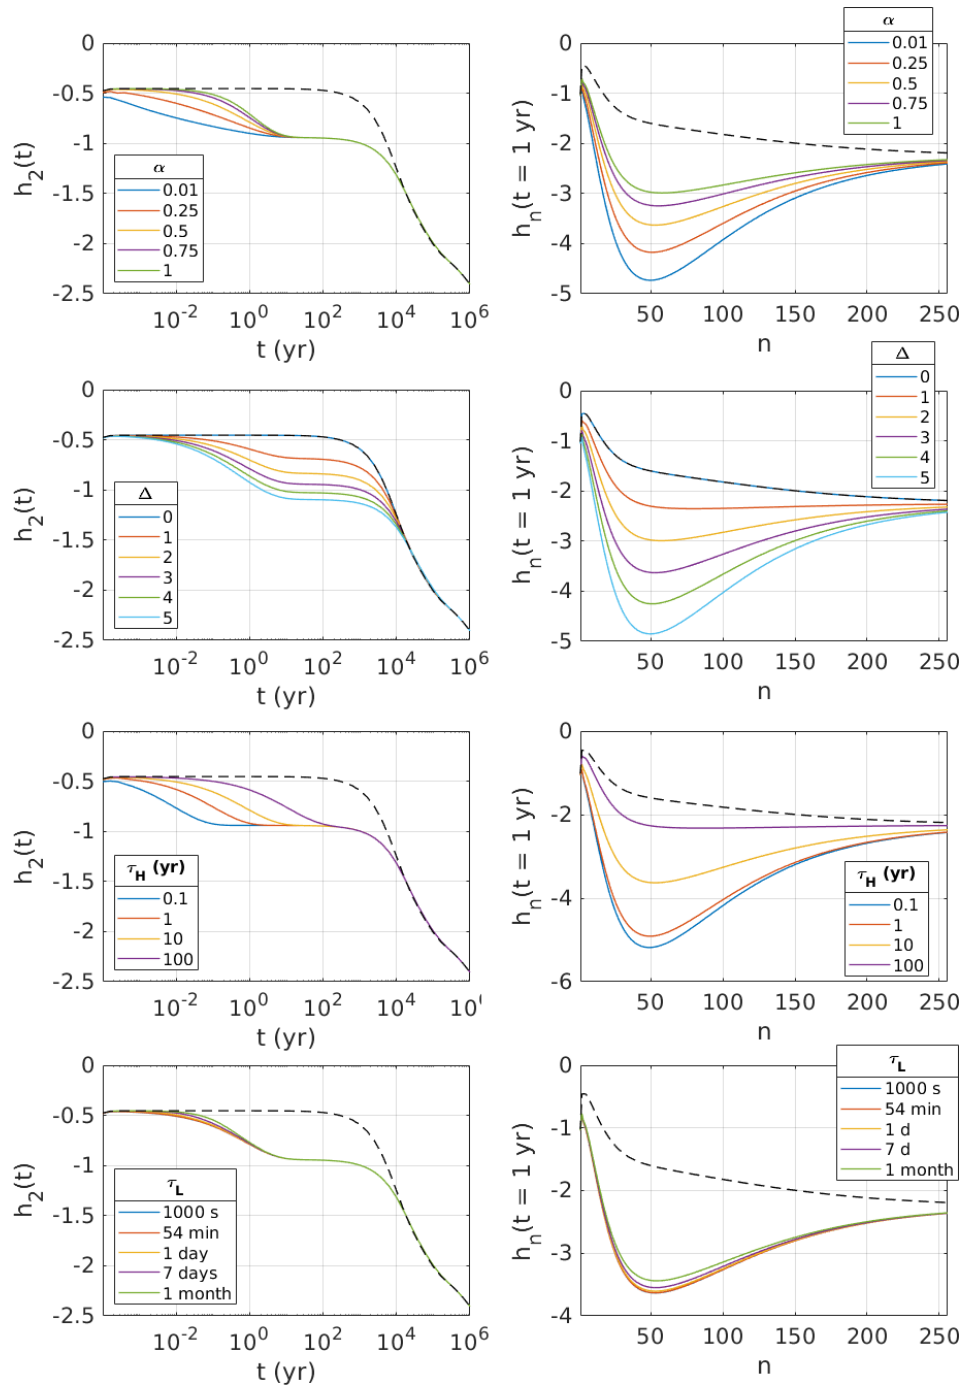 0
-0.5
-1
-1.5
-2
-2.5
h₂(t)
10⁻² 10⁰ 10² 10⁴ 10⁶
t (yr)
α
0.01
0.25
0.5
0.75
1
0
-1
-2
-3
-4
-5
hₙ(t = 1 yr)
50 100 150 200 250
n
α
0.01
0.25
0.5
0.75
1
0
-0.5
-1
-1.5
-2
-2.5
h₂(t)
10⁻² 10⁰ 10² 10⁴ 10⁶
t (yr)
Δ
0
1
2
3
4
5
0
-1
-2
-3
-4
-5
hₙ(t = 1 yr)
50 100 150 200 250
n
Δ
0
1
2
3
4
5
0
-0.5
-1
-1.5
-2
-2.5
h₂(t)
10⁻² 10⁰ 10² 10⁴ 10⁶
t (yr)
τ_H (yr)
0.1
1
10
100
0
-2
-4
-6
hₙ(t = 1 yr)
50 100 150 200 250
n
τ_H (yr)
0.1
1
10
100
0
-0.5
-1
-1.5
-2
-2.5
h₂(t)
10⁻² 10⁰ 10² 10⁴ 10⁶
t (yr)
τ_L
1000 s
54 min
1 day
7 days
1 month
0
-1
-2
-3
-4
hₙ(t = 1 yr)
50 100 150 200 250
n
τ_L
1000 s
54 min
1 d
7 d
1 month